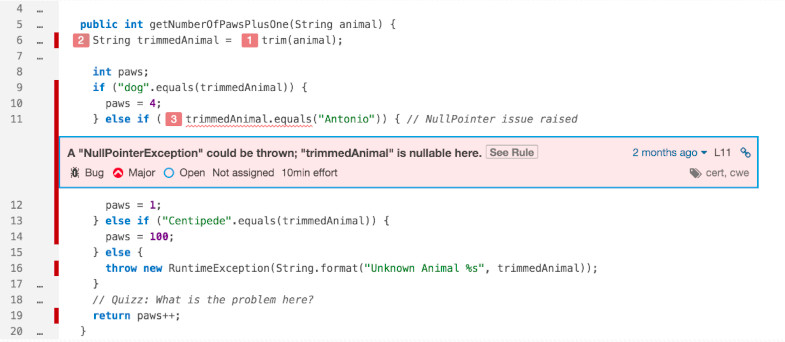 4 …
5 … public int getNumberOfPawsPlusOne(String animal) {
6 … 2 String trimmedAnimal = 1 trim(animal);
7 …
8 int paws;
9 if ("dog".equals(trimmedAnimal)) {
10 paws = 4;
11 } else if ( 3 trimmedAnimal.equals("Antonio")) { // NullPointer issue raised
A "NullPointerException" could be thrown; "trimmedAnimal" is nullable here. See Rule 2 months ago L11
Bug Major Open Not assigned 10min effort cert, cwe
12 paws = 1;
13 } else if ("Centipede".equals(trimmedAnimal)) {
14 paws = 100;
15 } else {
16 throw new RuntimeException(String.format("Unknown Animal %s", trimmedAnimal));
17 … }
18 … // Quizz: What is the problem here?
19 return paws++;
20 … }